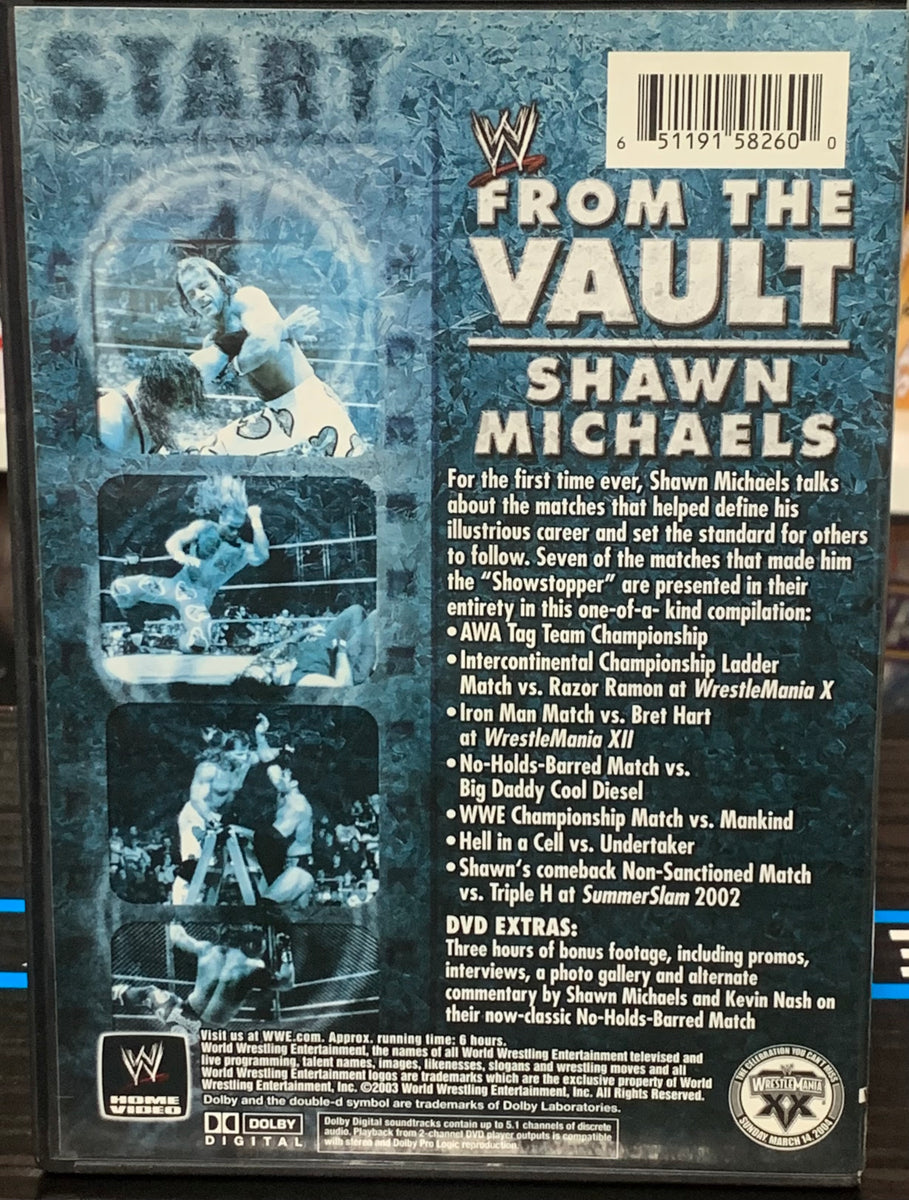 START
6 51191 58260 0
W
FROM THE
VAULT
SHAWN
MICHAELS
For the first time ever, Shawn Michaels talks
about the matches that helped define his
illustrious career and set the standard for others
to follow. Seven of the matches that made him
the “Showstopper” are presented in their
entirety in this one-of-a- kind compilation:
•AWA Tag Team Championship
•Intercontinental Championship Ladder
Match vs. Razor Ramon at WrestleMania X
•Iron Man Match vs. Bret Hart
at WrestleMania XII
•No-Holds-Barred Match vs.
Big Daddy Cool Diesel
•WWE Championship Match vs. Mankind
•Hell in a Cell vs. Undertaker
•Shawn's comeback Non-Sanctioned Match
vs. Triple H at SummerSlam 2002
DVD EXTRAS:
Three hours of bonus footage, including promos,
interviews, a photo gallery and alternate
commentary by Shawn Michaels and Kevin Nash on
their now-classic No-Holds-Barred Match
Visit us at WWE.com. Approx. running time: 6 hours.
World Wrestling Entertainment, the names of all World Wrestling Entertainment televised and
live programming, talent names, images, likenesses, slogans and wrestling moves and all
World Wrestling Entertainment logos are trademarks which are the exclusive property of World
Wrestling Entertainment, Inc. ©2003 World Wrestling Entertainment, Inc. All Rights Reserved.
Dolby and the double-d symbol are trademarks of Dolby Laboratories.
W
HOME
VIDEO
DOLBY
DIGITAL
Dolby Digital soundtracks contain up to 5.1 channels of discrete
audio. Playback from 2-channel DVD player outputs is compatible
with stereo and Dolby Pro Logic reproduction.
THE CELEBRATION YOU CAN'T MISS
WRESTLEMANIA
XX
SUNDAY, MARCH 14, 2004